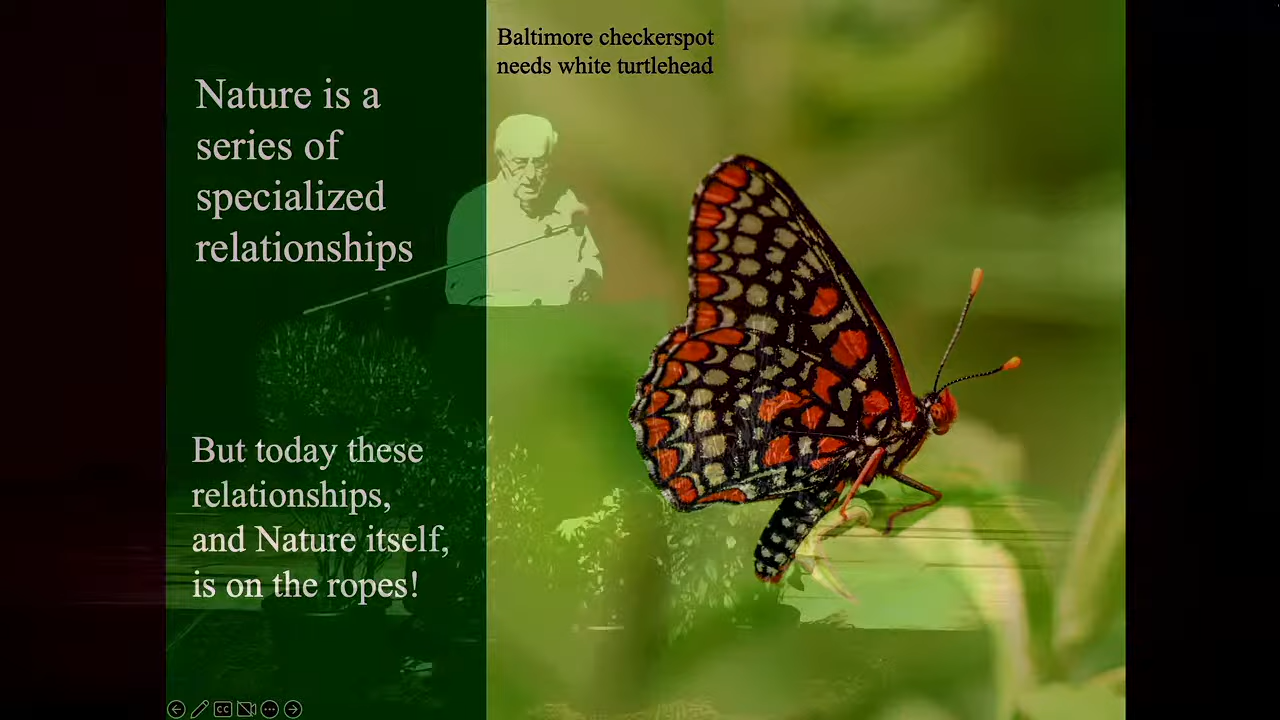 Baltimore checkerspot
needs white turtlehead
Nature is a
series of
specialized
relationships
But today these
relationships,
and Nature itself,
is on the ropes!
CC